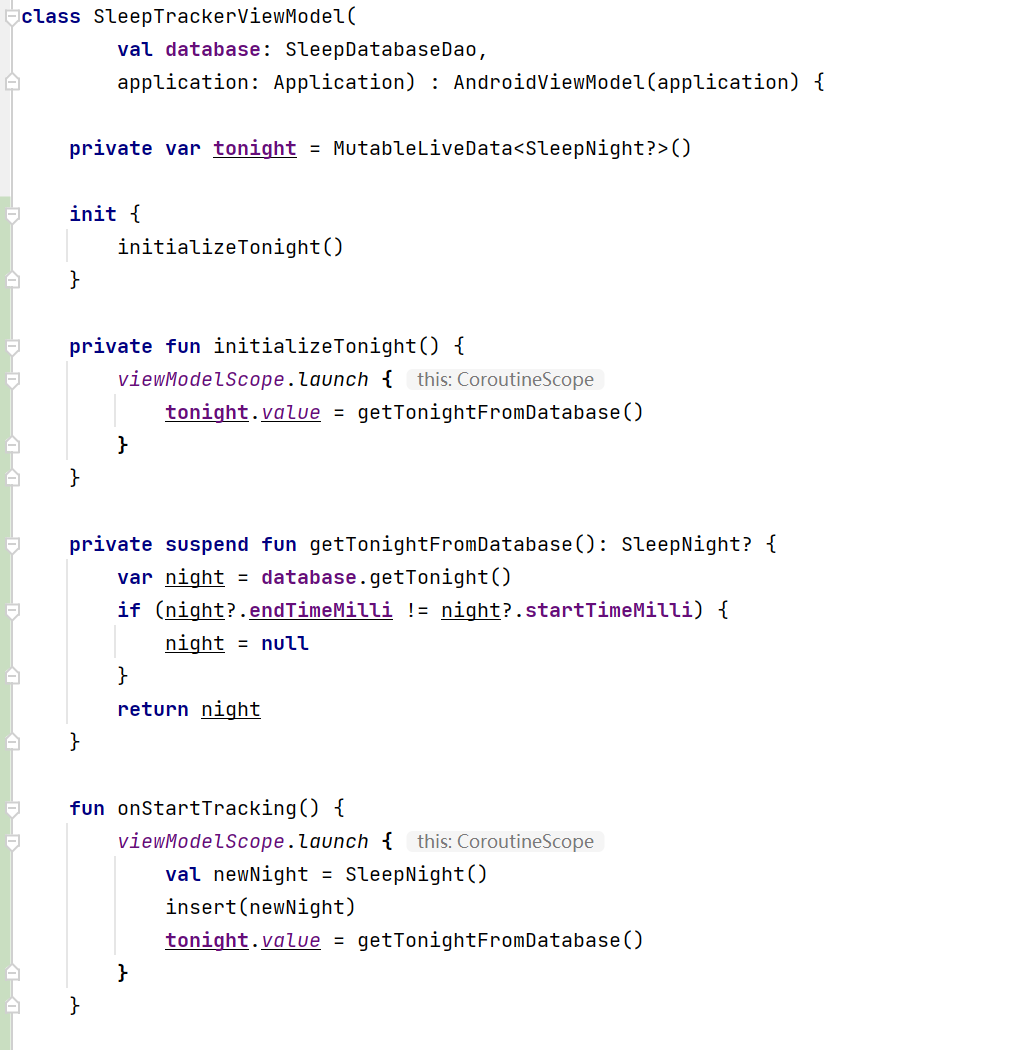 class SleepTrackerViewModel(
        val database: SleepDatabaseDao,
        application: Application) : AndroidViewModel(application) {
    private var tonight = MutableLiveData<SleepNight?>()
    init {
        initializeTonight()
    }
    private fun initializeTonight() {
        viewModelScope.launch { this: CoroutineScope
            tonight.value = getTonightFromDatabase()
        }
    }
    private suspend fun getTonightFromDatabase(): SleepNight? {
        var night = database.getTonight()
        if (night?.endTimeMilli != night?.startTimeMilli) {
            night = null
        }
        return night
    }
    fun onStartTracking() {
        viewModelScope.launch { this: CoroutineScope
            val newNight = SleepNight()
            insert(newNight)
            tonight.value = getTonightFromDatabase()
        }
    }